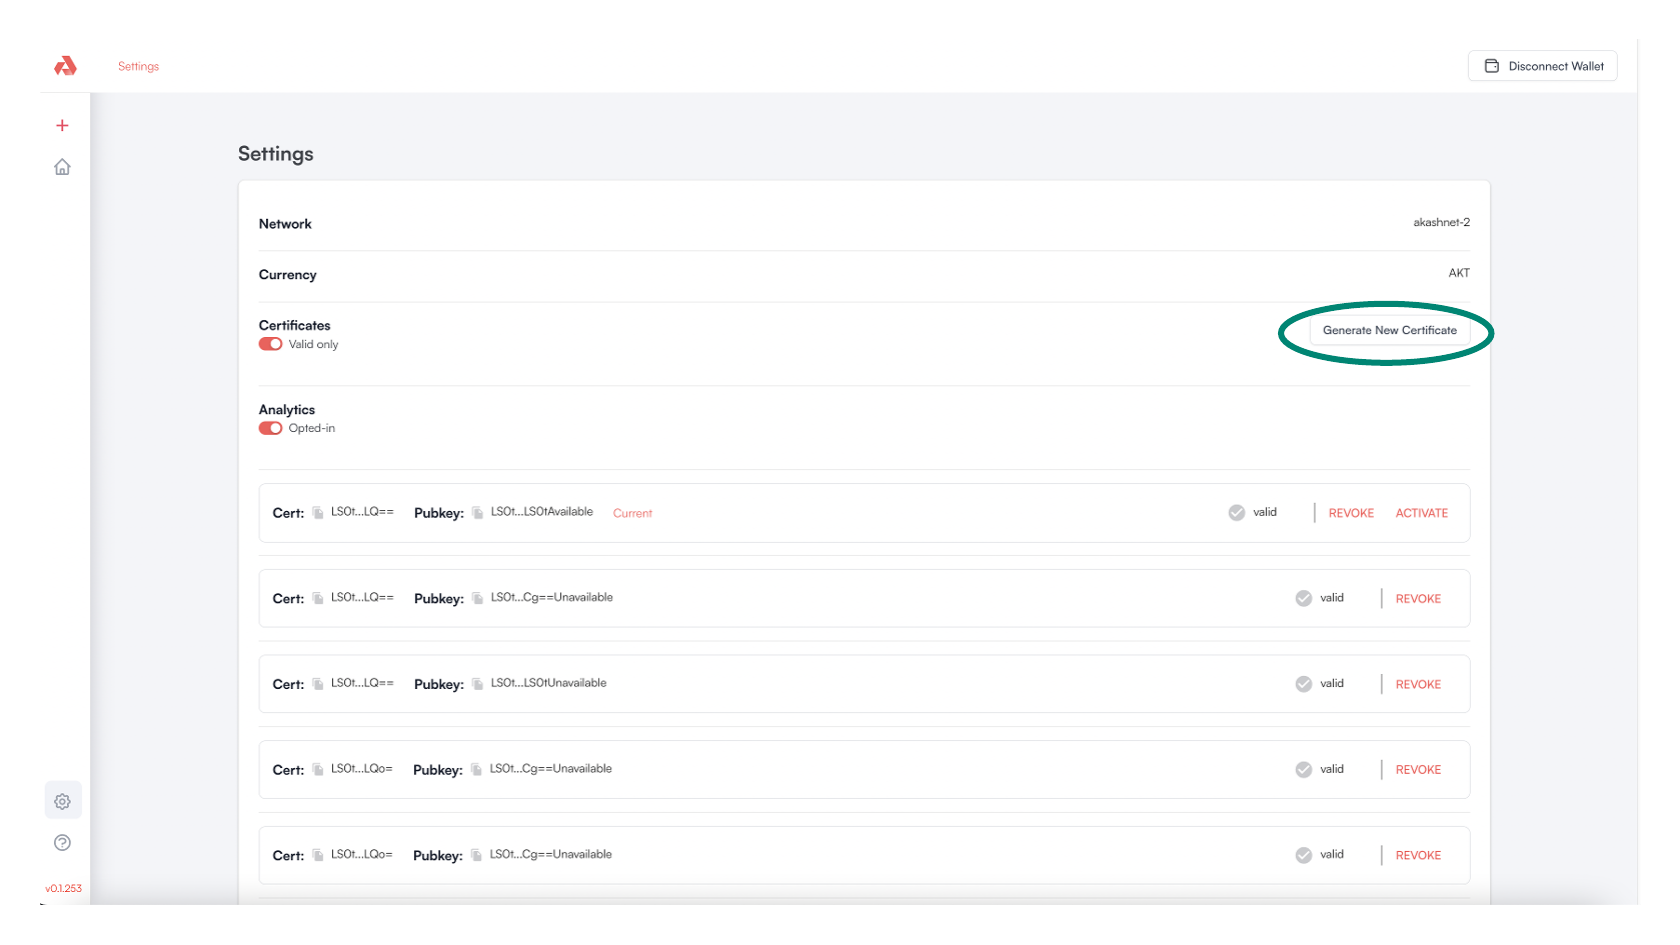 Settings
Disconnect Wallet
Settings
Network
akashnet-2
Currency
AKT
Certificates
Valid only
Generate New Certificate
Analytics
Opted-in
Cert: LS0t...LQ== Pubkey: LS0t...LS0tAvailable Current valid REVOKE ACTIVATE
Cert: LS0t...LQ== Pubkey: LS0t...Cg==Unavailable valid REVOKE
Cert: LS0t...LQ== Pubkey: LS0t...LS0tUnavailable valid REVOKE
Cert: LS0t...LQo= Pubkey: LS0t...Cg==Unavailable valid REVOKE
Cert: LS0t...LQo= Pubkey: LS0t...Cg==Unavailable valid REVOKE
v0.1.253